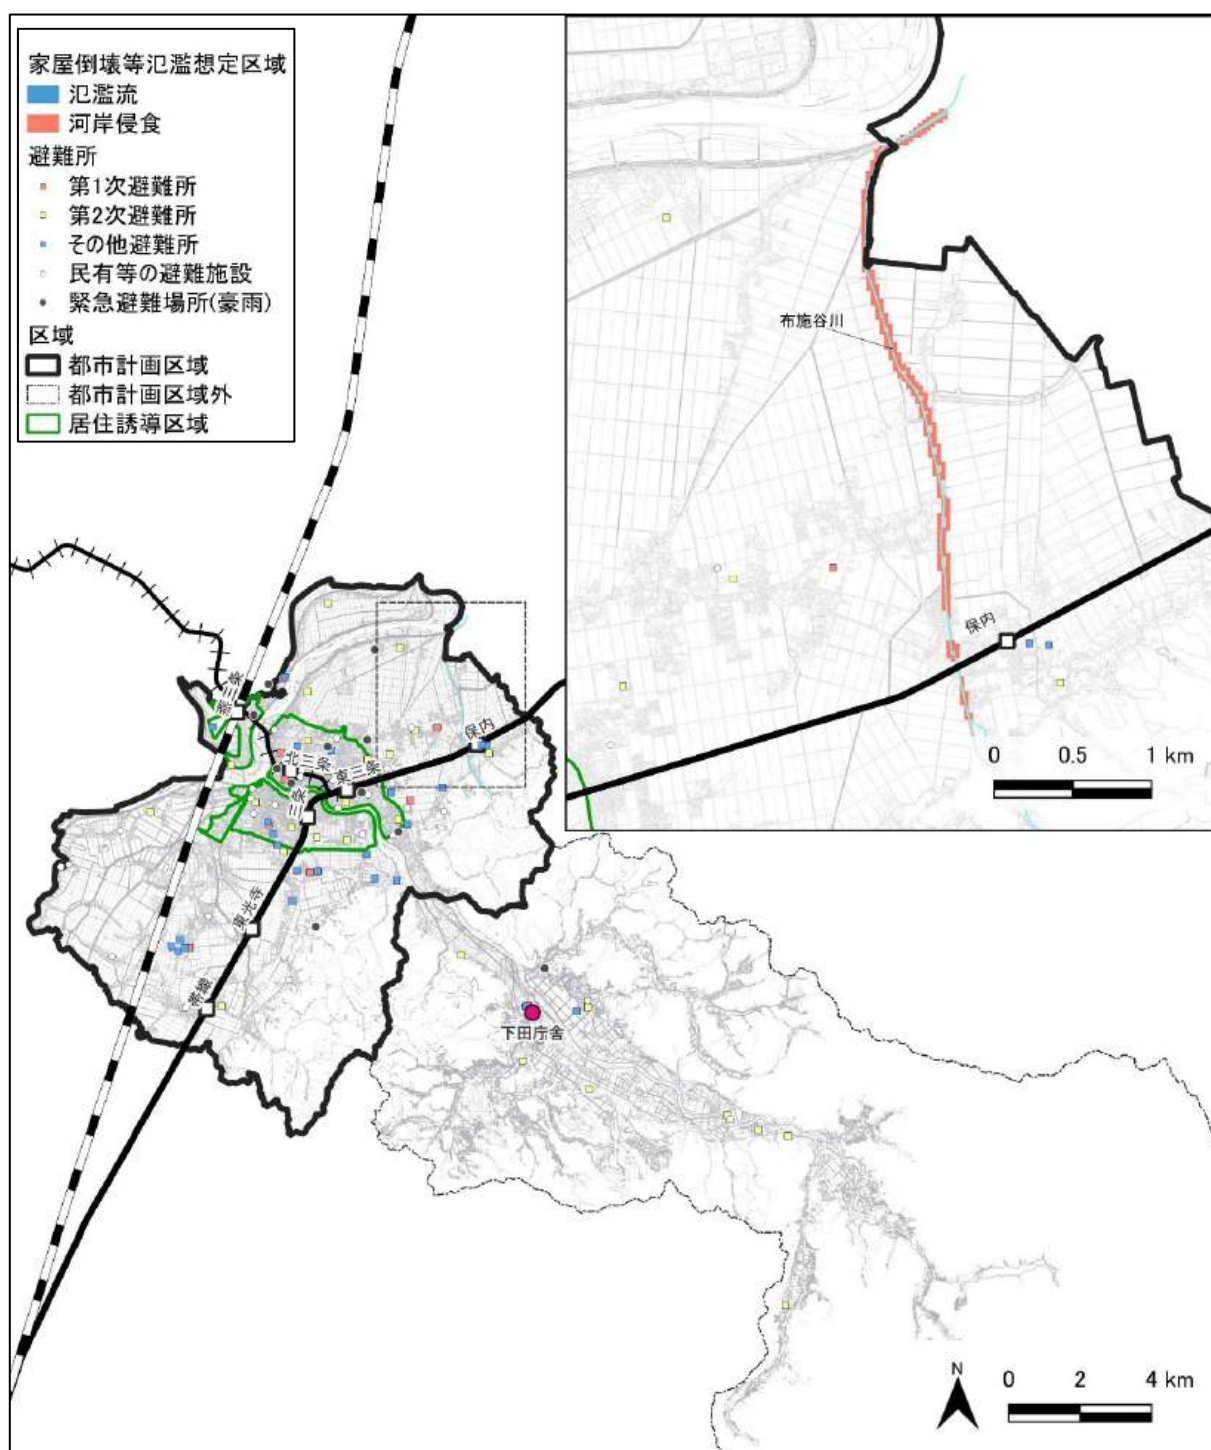 家屋倒壊等氾濫想定区域
氾濫流
河岸侵食
避難所
第1次避難所
第2次避難所
その他避難所
民有等の避難施設
緊急避難場所(豪雨)
区域
都市計画区域
都市計画区域外
居住誘導区域
布施谷川
保内
0 0.5 1 km
燕三条
北三条
東三条
保内
三条
東光寺
帯織
下田庁舎
N
0 2 4 km